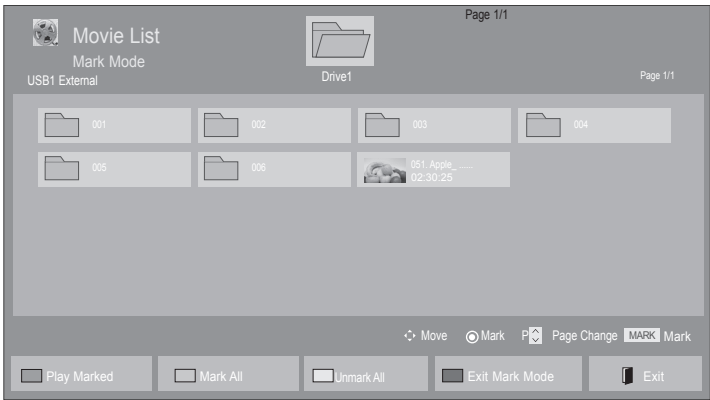 Page 1/1
Movie List
Mark Mode
USB1 External
Drive1
Page 1/1
001
002
003
004
005
006
051. Apple_ ......
02:30:25
Move
Mark
P
Page Change
MARK
Mark
Play Marked
Mark All
Unmark All
Exit Mark Mode
Exit